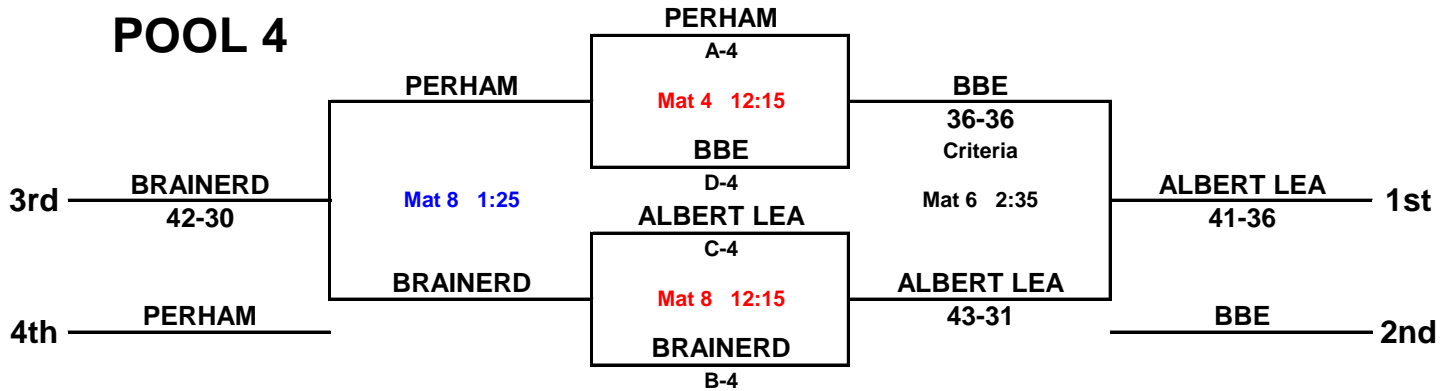 POOL 4
PERHAM
A-4
PERHAM
Mat 4 12:15
BBE
36-36
Criteria
BBE
D-4
3rd
BRAINERD
42-30
Mat 8 1:25
Mat 6 2:35
ALBERT LEA
41-36
1st
ALBERT LEA
C-4
BRAINERD
Mat 8 12:15
ALBERT LEA
43-31
4th
PERHAM
BBE
2nd
BRAINERD
B-4